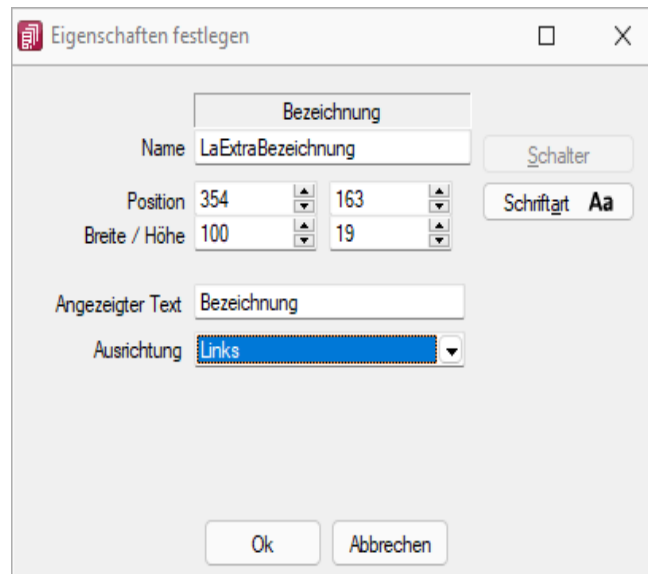 Eigenschaften festlegen
Bezeichnung
Name LaExtraBezeichnung
Schalter
Position 354 163
Schriftart Aa
Breite / Höhe 100 19
Angezeigter Text Bezeichnung
Ausrichtung Links
Ok Abbrechen